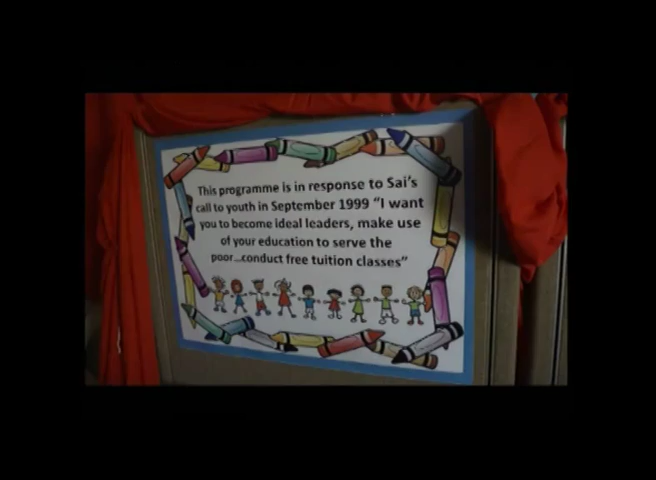 This programme is in response to Sai's
call to youth in September 1999 "I want
you to become ideal leaders, make use
of your education to serve the
poor...conduct free tuition classes"